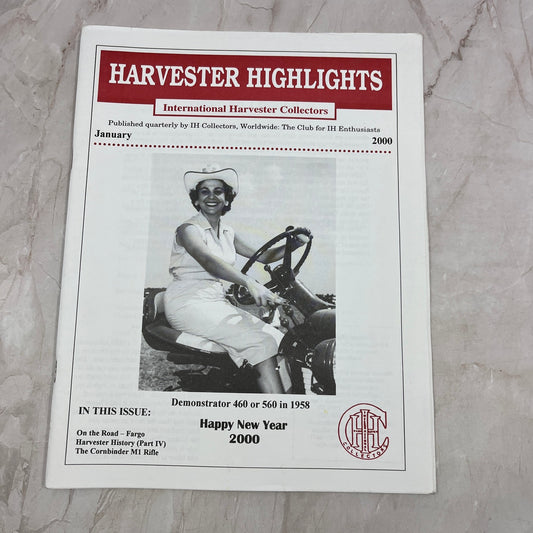 HARVESTER HIGHLIGHTS
International Harvester Collectors
Published quarterly by IH Collectors, Worldwide: The Club for IH Enthusiasts
January 2000
Demonstrator 460 or 560 in 1958
Happy New Year
2000
IN THIS ISSUE:
On the Road – Fargo
Harvester History (Part IV)
The Cornbinder M1 Rifle
IHC
COLLECTORS